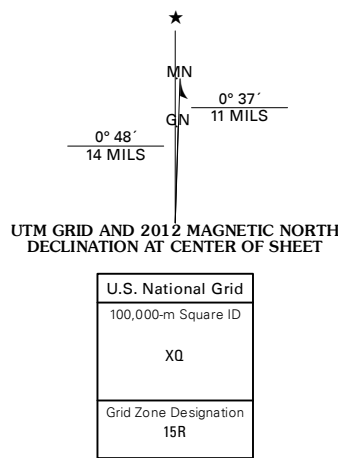 ★
MN
0° 37´
11 MILS
GN
0° 48´
14 MILS
UTM GRID AND 2012 MAGNETIC NORTH
DECLINATION AT CENTER OF SHEET
U.S. National Grid
100,000-m Square ID
XQ
Grid Zone Designation
15R